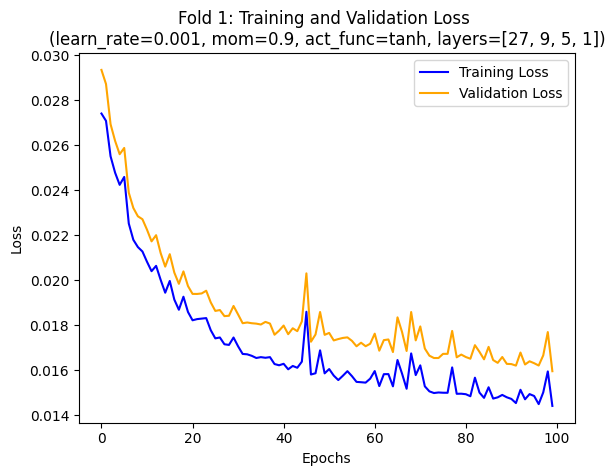 Fold 1: Training and Validation Loss
(learn_rate=0.001, mom=0.9, act_func=tanh, layers=[27, 9, 5, 1])
Training Loss
Validation Loss
0.030
0.028
0.026
0.024
0.022
0.020
0.018
0.016
0.014
Loss
0 20 40 60 80 100
Epochs